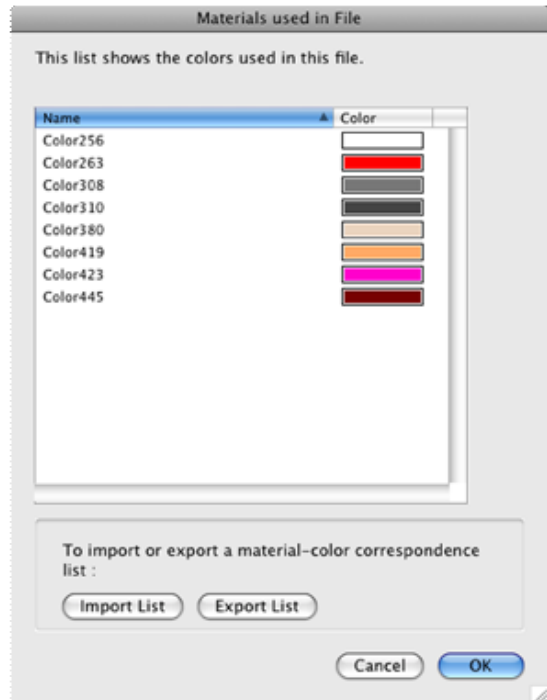 Materials used in File
This list shows the colors used in this file.
Name Color
Color256
Color263
Color308
Color310
Color380
Color419
Color423
Color445
To import or export a material-color correspondence
list :
Import List Export List
Cancel OK